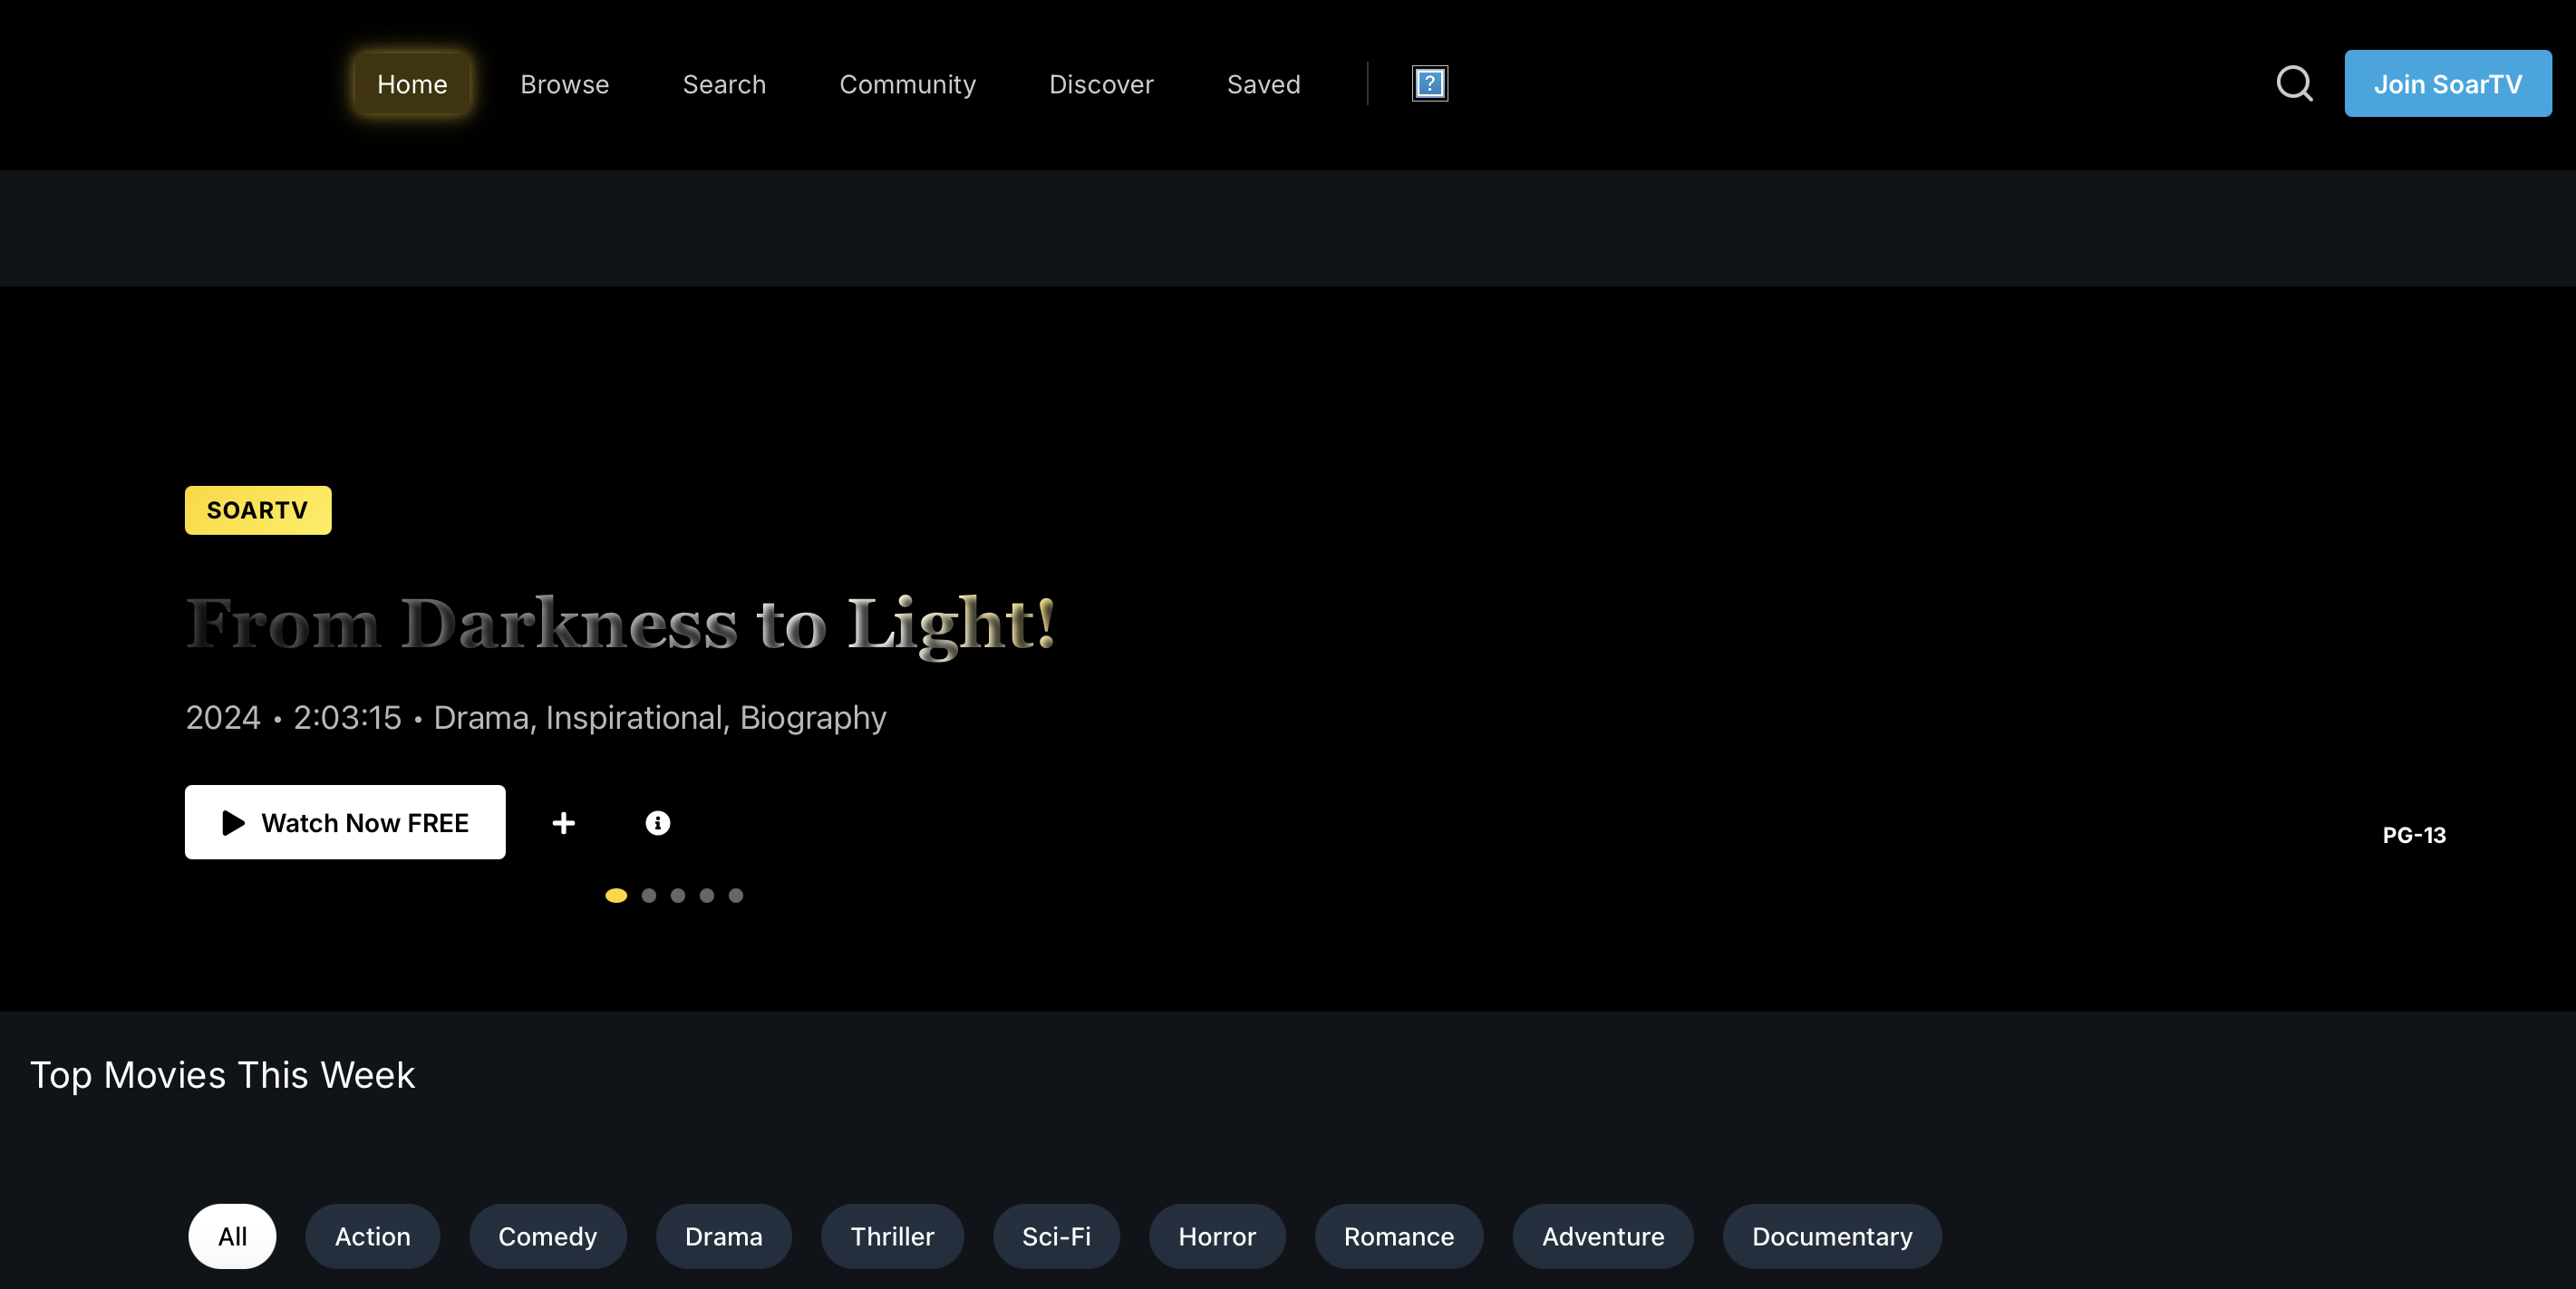 Home Browse Search Community Discover Saved ? Join SoarTV
SOARTV
From Darkness to Light!
2024 • 2:03:15 • Drama, Inspirational, Biography
Watch Now FREE
PG-13
Top Movies This Week
All Action Comedy Drama Thriller Sci-Fi Horror Romance Adventure Documentary